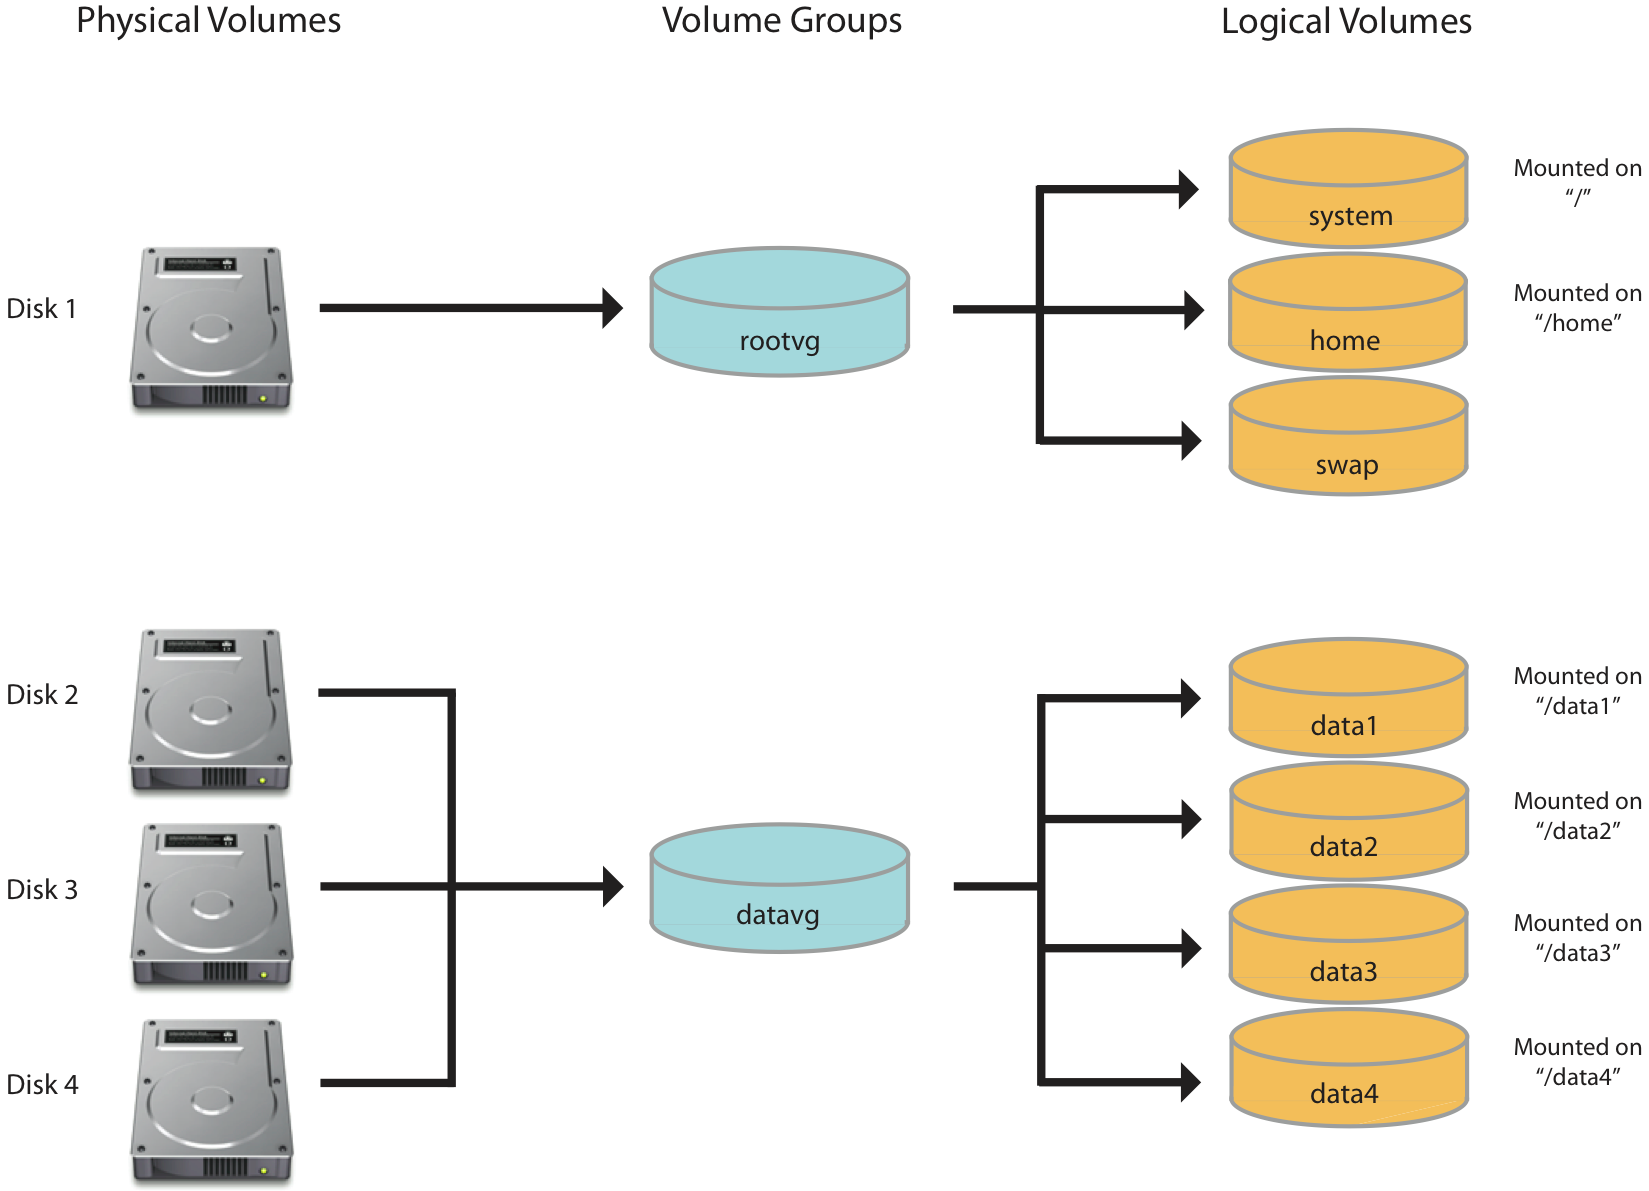 Physical Volumes
Volume Groups
Logical Volumes
Disk 1
rootvg
system
Mounted on
“/”
home
Mounted on
“/home”
swap
Disk 2
Disk 3
Disk 4
datavg
data1
Mounted on
“/data1”
data2
Mounted on
“/data2”
data3
Mounted on
“/data3”
data4
Mounted on
“/data4”